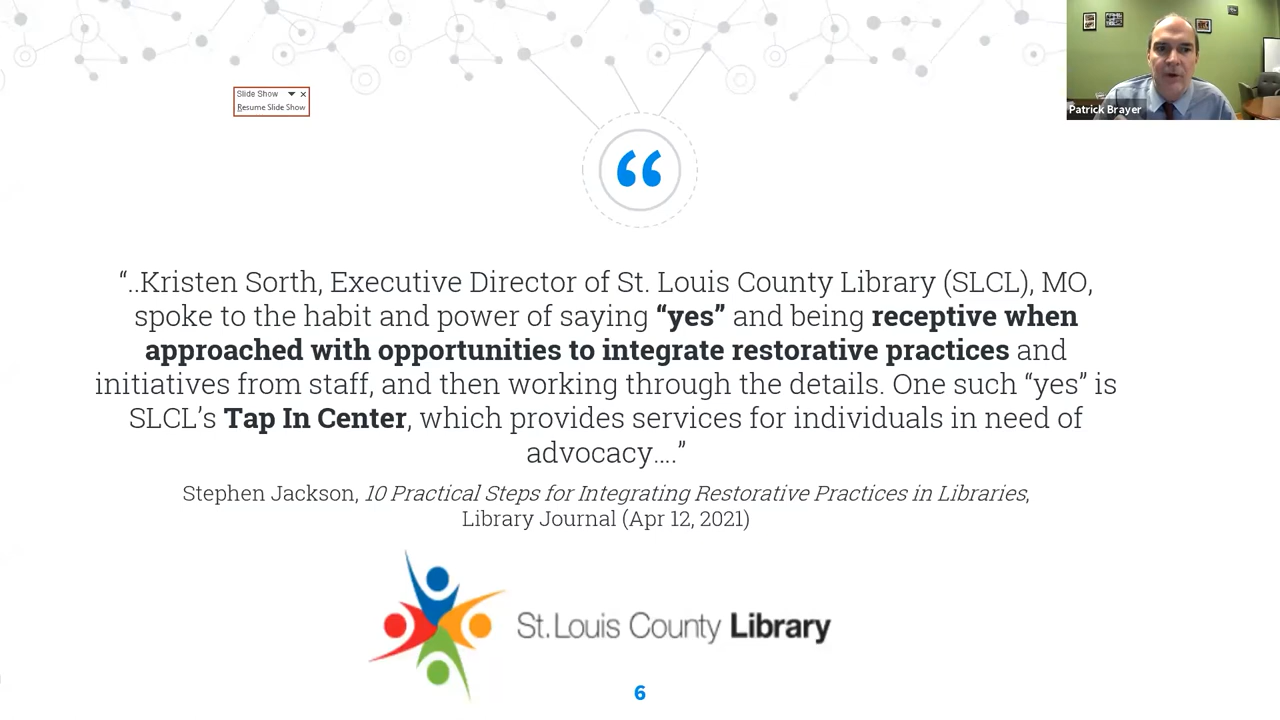 Slide Show
Resume Slide Show
Patrick Brayer
“
“..Kristen Sorth, Executive Director of St. Louis County Library (SLCL), MO,
spoke to the habit and power of saying “yes” and being receptive when
approached with opportunities to integrate restorative practices and
initiatives from staff, and then working through the details. One such “yes” is
SLCL’s Tap In Center, which provides services for individuals in need of
advocacy....”
Stephen Jackson, 10 Practical Steps for Integrating Restorative Practices in Libraries,
Library Journal (Apr 12, 2021)
St. Louis County Library
6